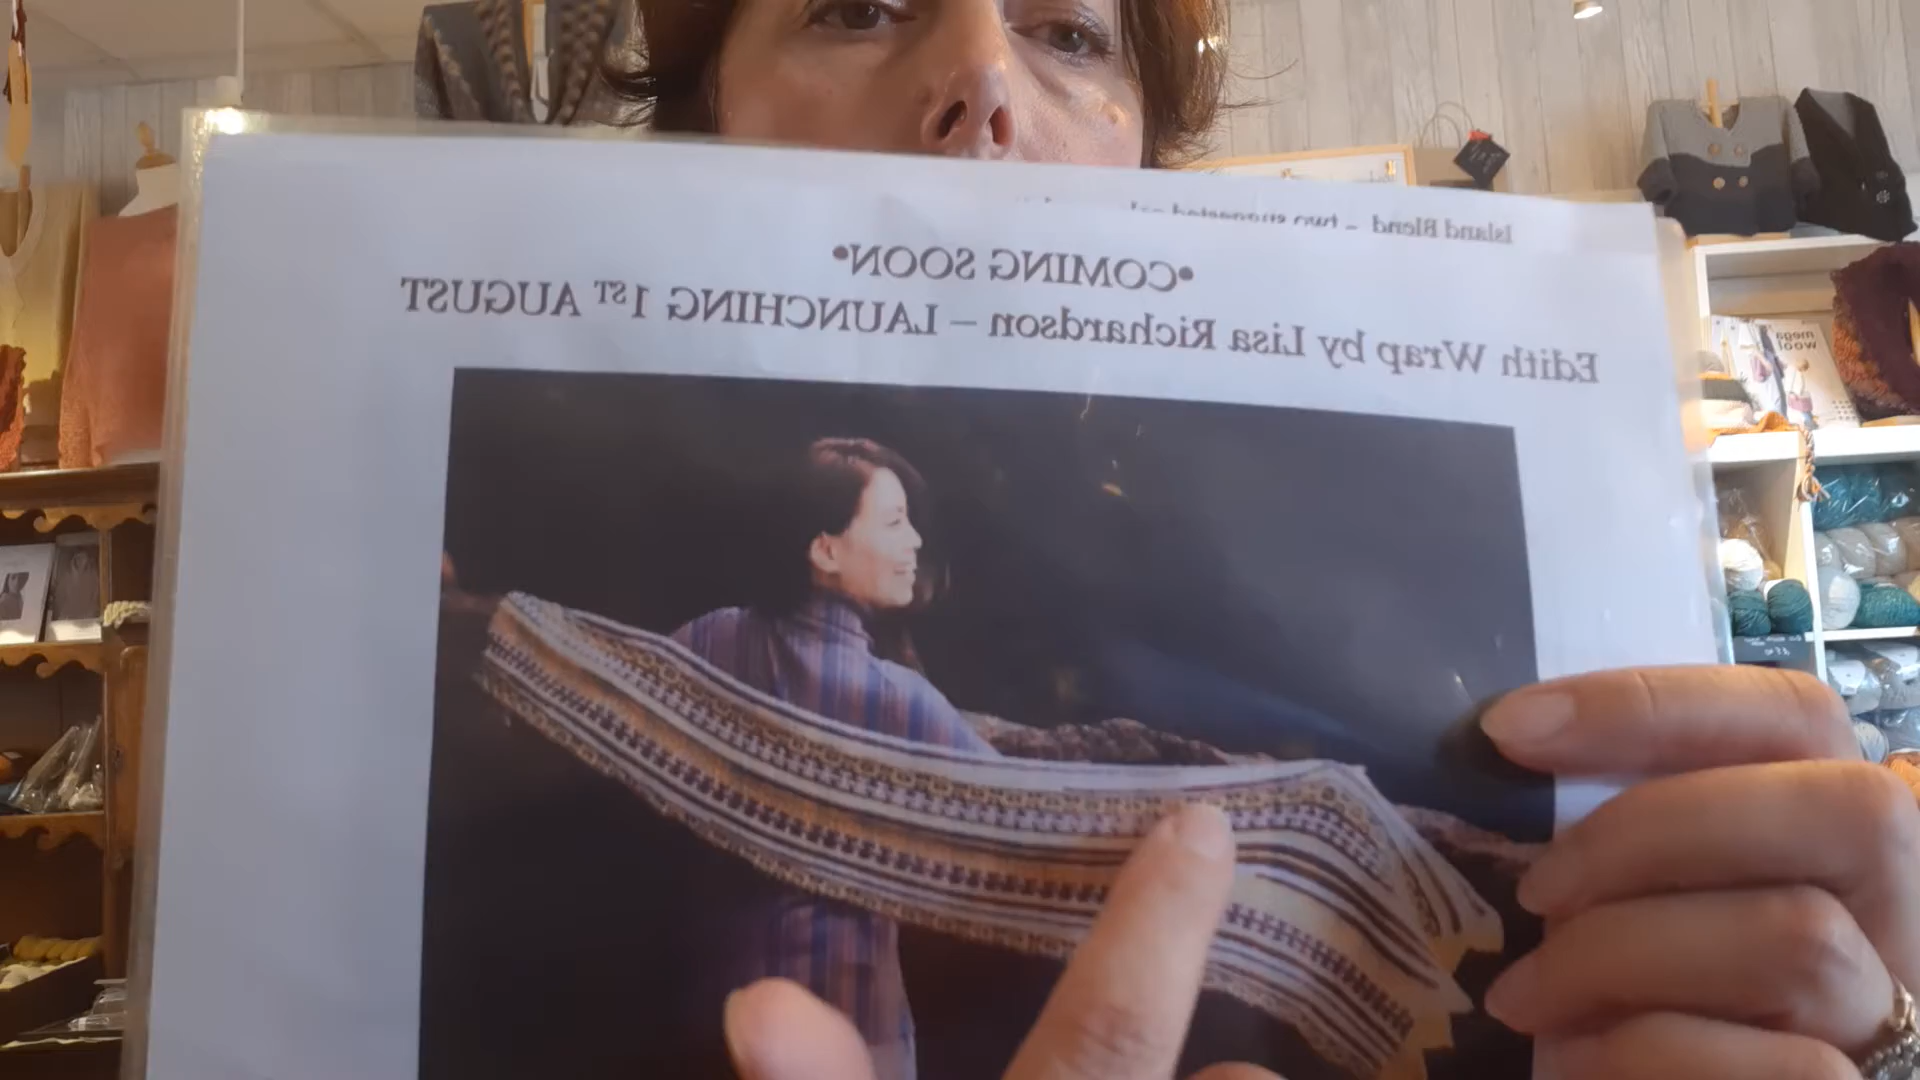 Island Blend – two suggested
•COMING SOON•
Edith Wrap by Lisa Richardson – LAUNCHING 1ST AUGUST
mega
wool